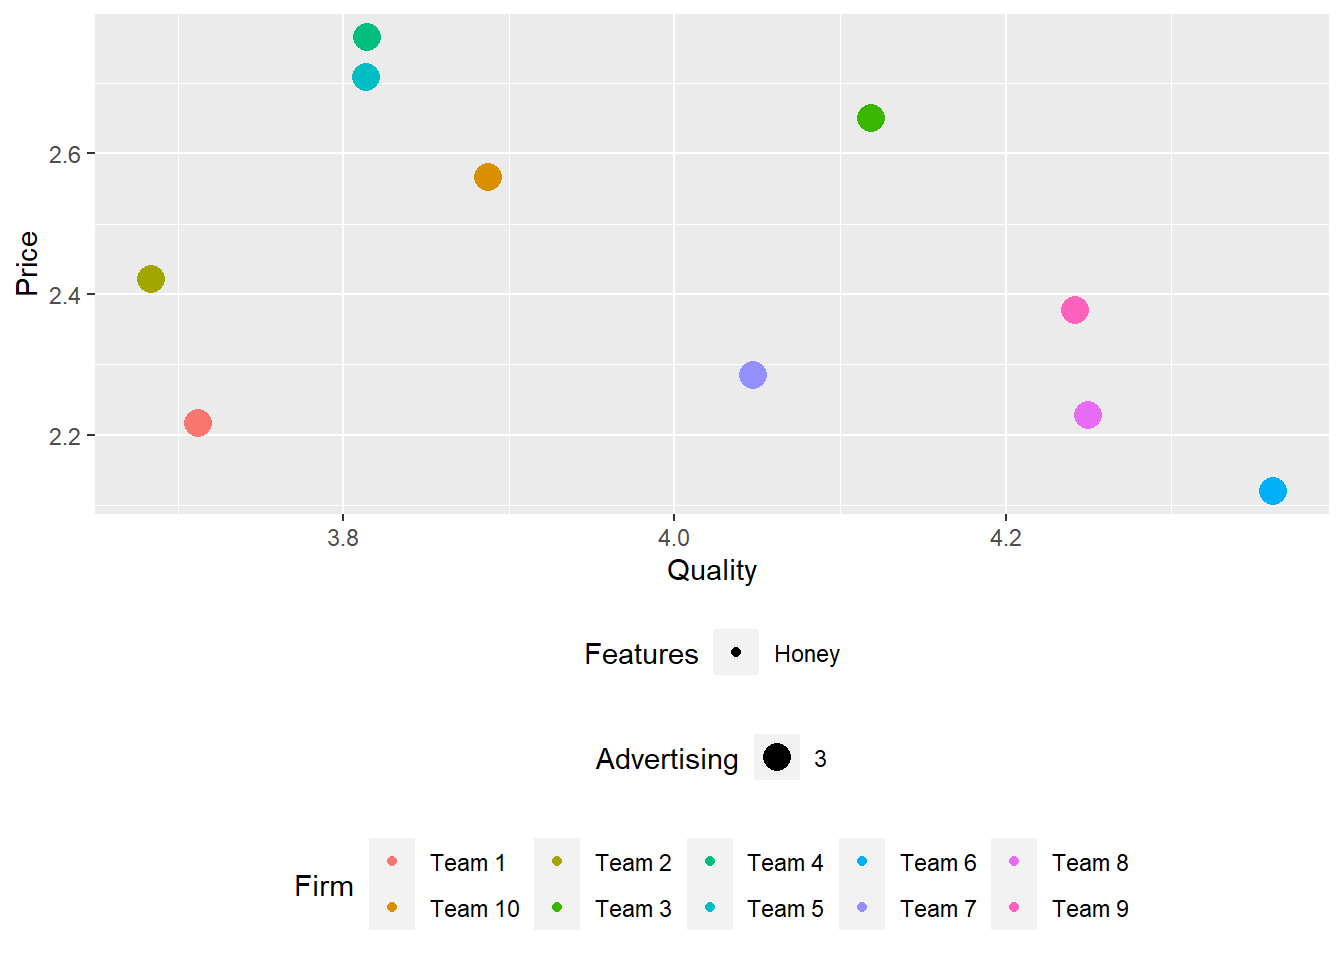 Price
2.6
2.4
2.2
3.8 4.0 4.2
Quality
Features Honey
Advertising 3
Firm
Team 1 Team 2 Team 4 Team 6 Team 8
Team 10 Team 3 Team 5 Team 7 Team 9